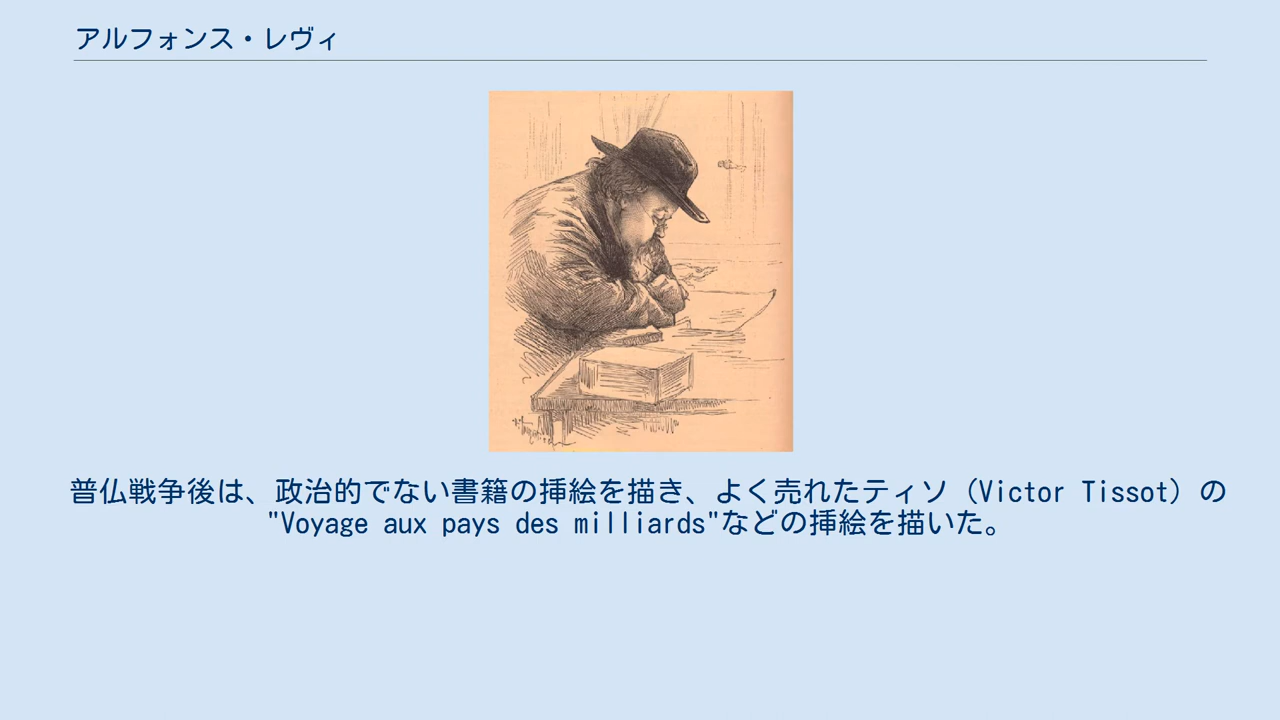 アルフォンス・レヴィ
普仏戦争後は、政治的でない書籍の挿絵を描き、よく売れたティソ（Victor Tissot）の
"Voyage aux pays des milliards"などの挿絵を描いた。